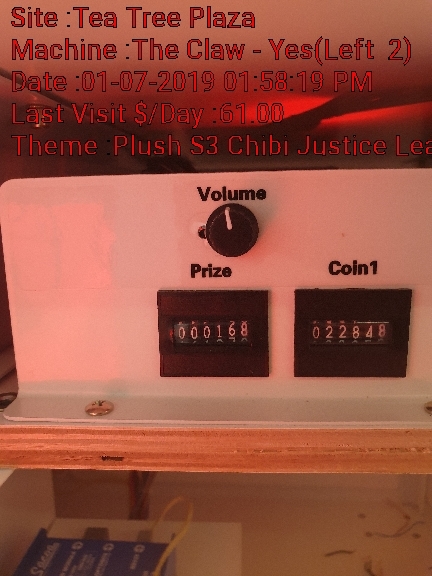 Site :Tea Tree Plaza
Machine :The Claw - Yes(Left 2)
Date :01-07-2019 01:58:19 PM
Last Visit $/Day :61.00
Theme :Plush S3 Chibi Justice Lea
Volume
Prize
Coin1
000168
022848